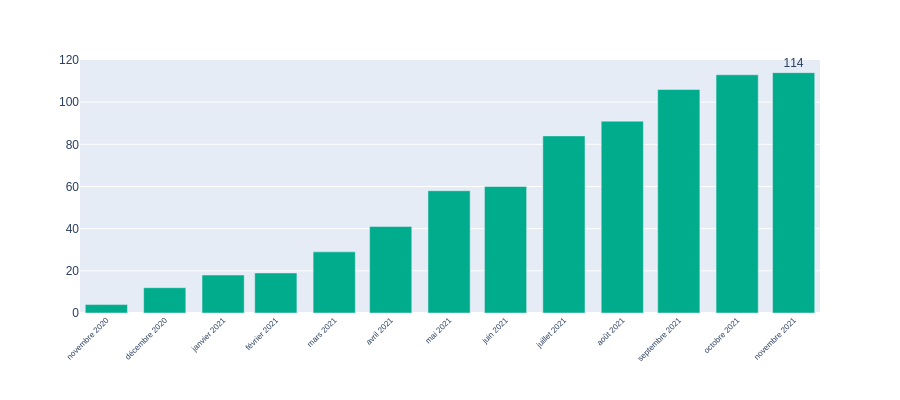 114
120
100
80
60
40
20
0
novembre 2020
décembre 2020
janvier 2021
février 2021
mars 2021
avril 2021
mai 2021
juin 2021
juillet 2021
août 2021
septembre 2021
octobre 2021
novembre 2021